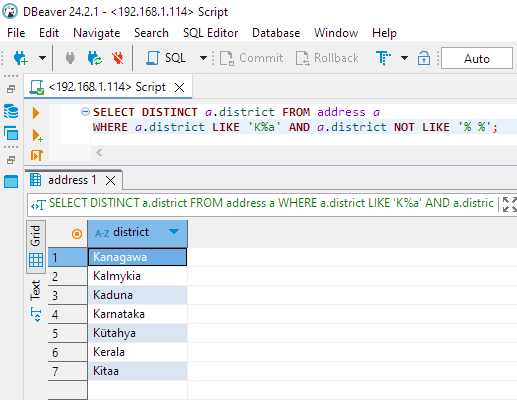 DBeaver 24.2.1 - <192.168.1.114> Script
File Edit Navigate Search SQL Editor Database Window Help
SQL Commit Rollback T Auto
<192.168.1.114> Script
SELECT DISTINCT a.district FROM address a
WHERE a.district LIKE 'K%a' AND a.district NOT LIKE '% %';
address 1
SELECT DISTINCT a.district FROM address a WHERE a.district LIKE 'K%a' AND a.distric
Grid
Text
A-Z district
1 Kanagawa
2 Kalmykia
3 Kaduna
4 Karnataka
5 Kütahya
6 Kerala
7 Kitaa